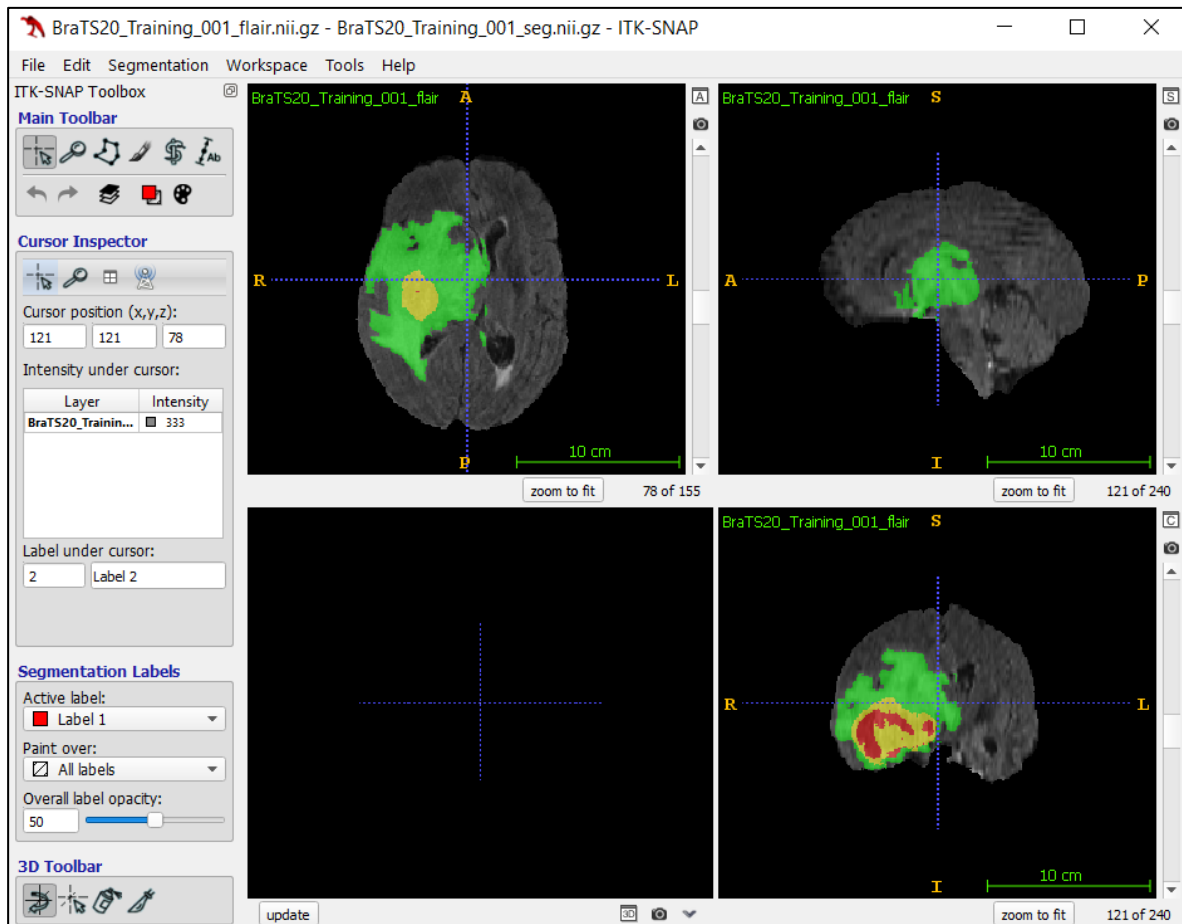 BraTS20_Training_001_flair.nii.gz - BraTS20_Training_001_seg.nii.gz - ITK-SNAP
File Edit Segmentation Workspace Tools Help
ITK-SNAP Toolbox
Main Toolbar
Ab
Cursor Inspector
Cursor position (x,y,z):
121 121 78
Intensity under cursor:
Layer Intensity
BraTS20_Trainin... 333
Label under cursor:
2 Label 2
Segmentation Labels
Active label:
Label 1
Paint over:
All labels
Overall label opacity:
50
3D Toolbar
BraTS20_Training_001_flair A
A
R L
10 cm
P
zoom to fit 78 of 155
BraTS20_Training_001_flair S
S
A P
10 cm
I
zoom to fit 121 of 240
update 3D
BraTS20_Training_001_flair S
C
R L
10 cm
I
zoom to fit 121 of 240